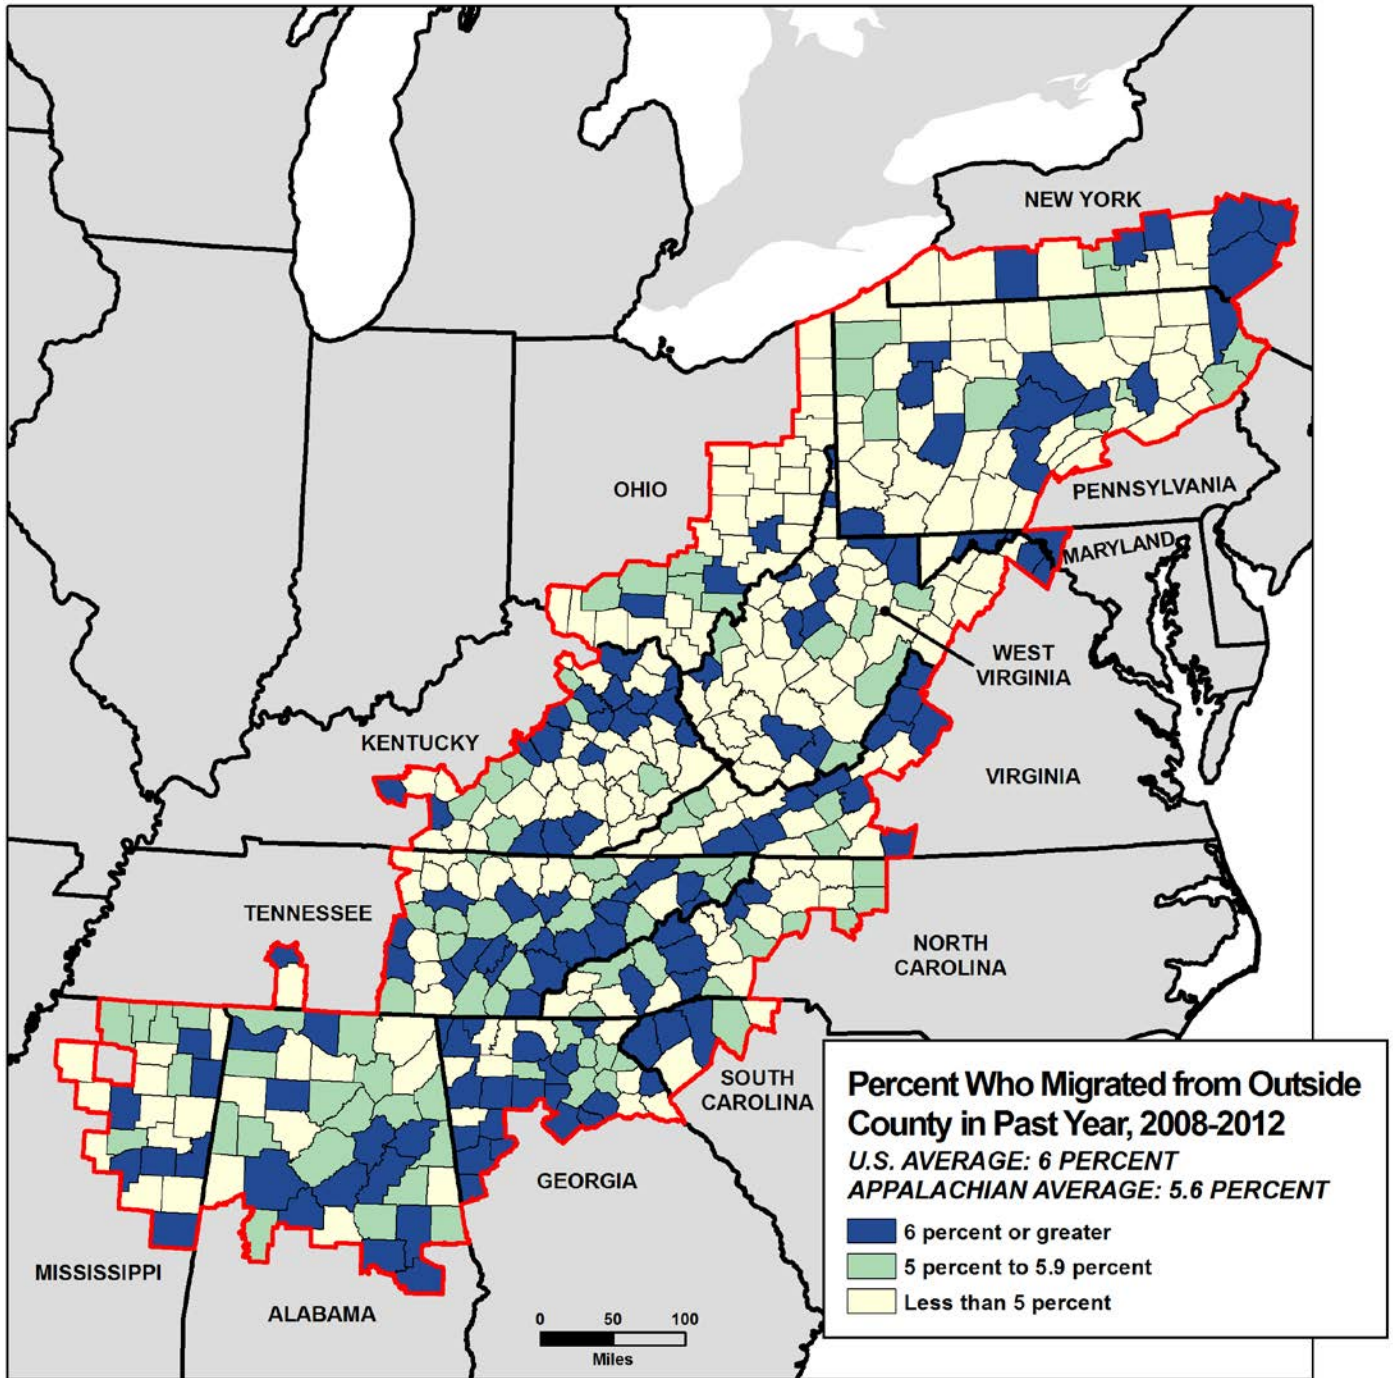 NEW YORK
OHIO
PENNSYLVANIA
MARYLAND
WEST
VIRGINIA
KENTUCKY
VIRGINIA
TENNESSEE
NORTH
CAROLINA
SOUTH
CAROLINA
GEORGIA
MISSISSIPPI
ALABAMA
0 50 100
Miles
Percent Who Migrated from Outside
County in Past Year, 2008-2012
U.S. AVERAGE: 6 PERCENT
APPALACHIAN AVERAGE: 5.6 PERCENT
6 percent or greater
5 percent to 5.9 percent
Less than 5 percent